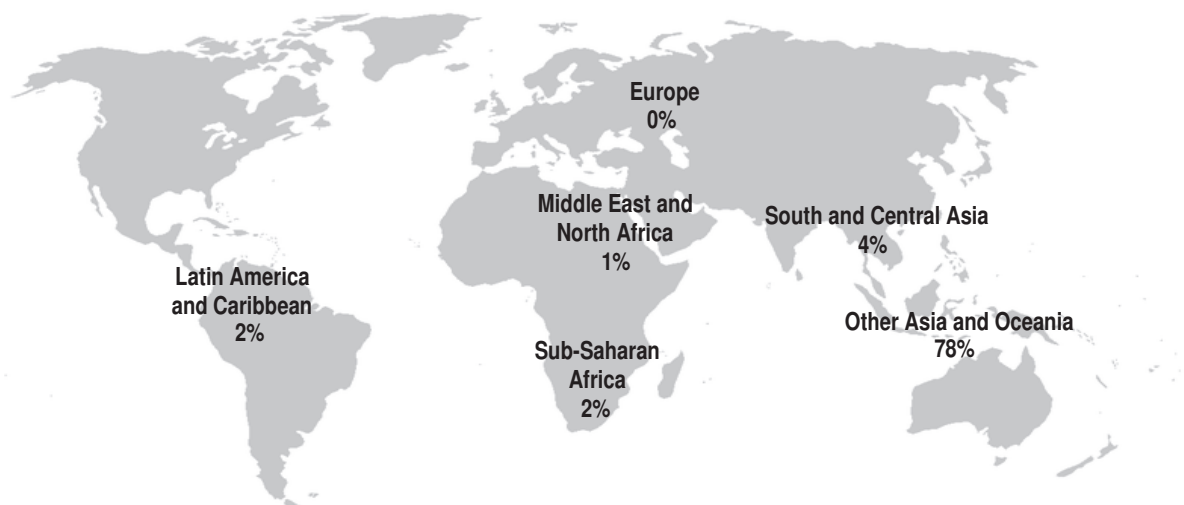 Europe
0%
Middle East and
North Africa
1%
South and Central Asia
4%
Latin America
and Caribbean
2%
Other Asia and Oceania
78%
Sub-Saharan
Africa
2%